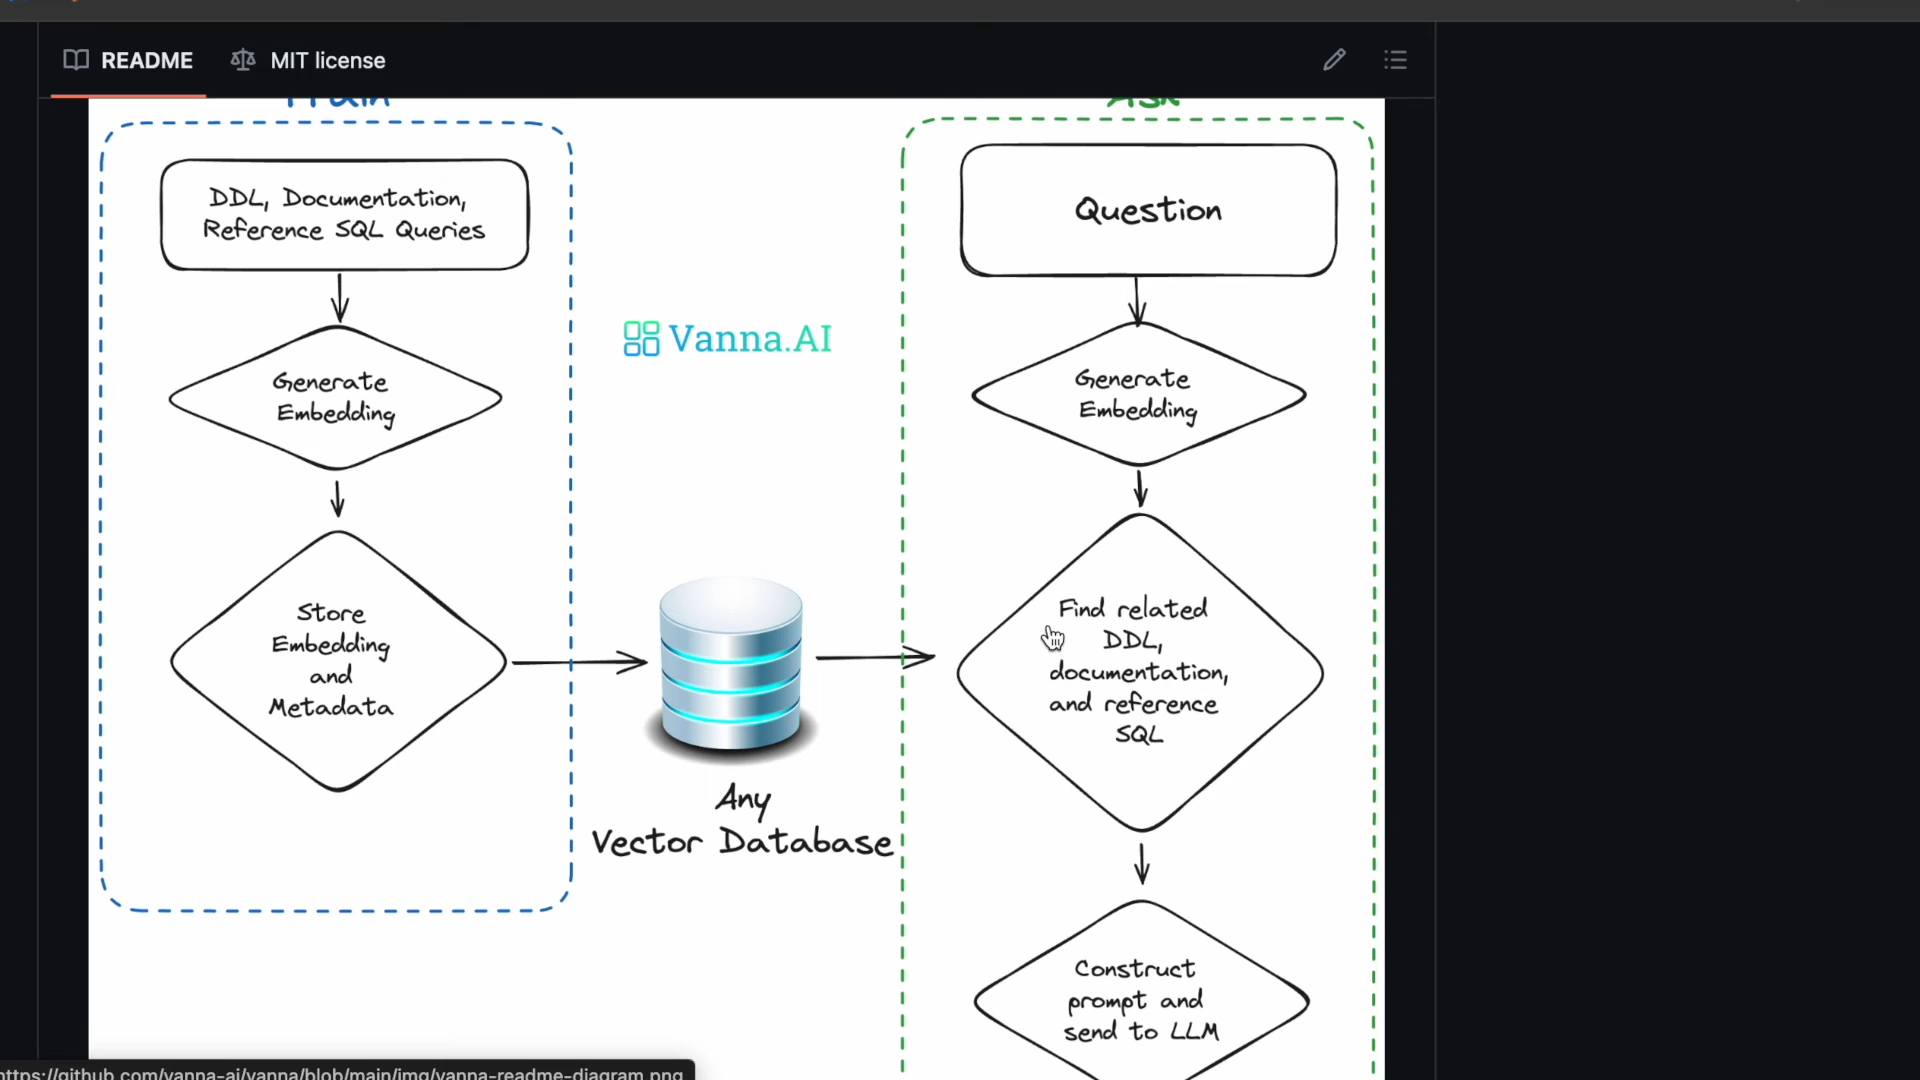 README
MIT license
Train
Ask
DDL, Documentation,
Reference SQL Queries
Generate
Embedding
Store
Embedding
and
Metadata
Vanna.AI
Any
Vector Database
Question
Generate
Embedding
Find related
DDL,
documentation,
and reference
SQL
Construct
prompt and
send to LLM
https://github.com/vanna-ai/vanna/blob/main/img/vanna-readme-diagram.png